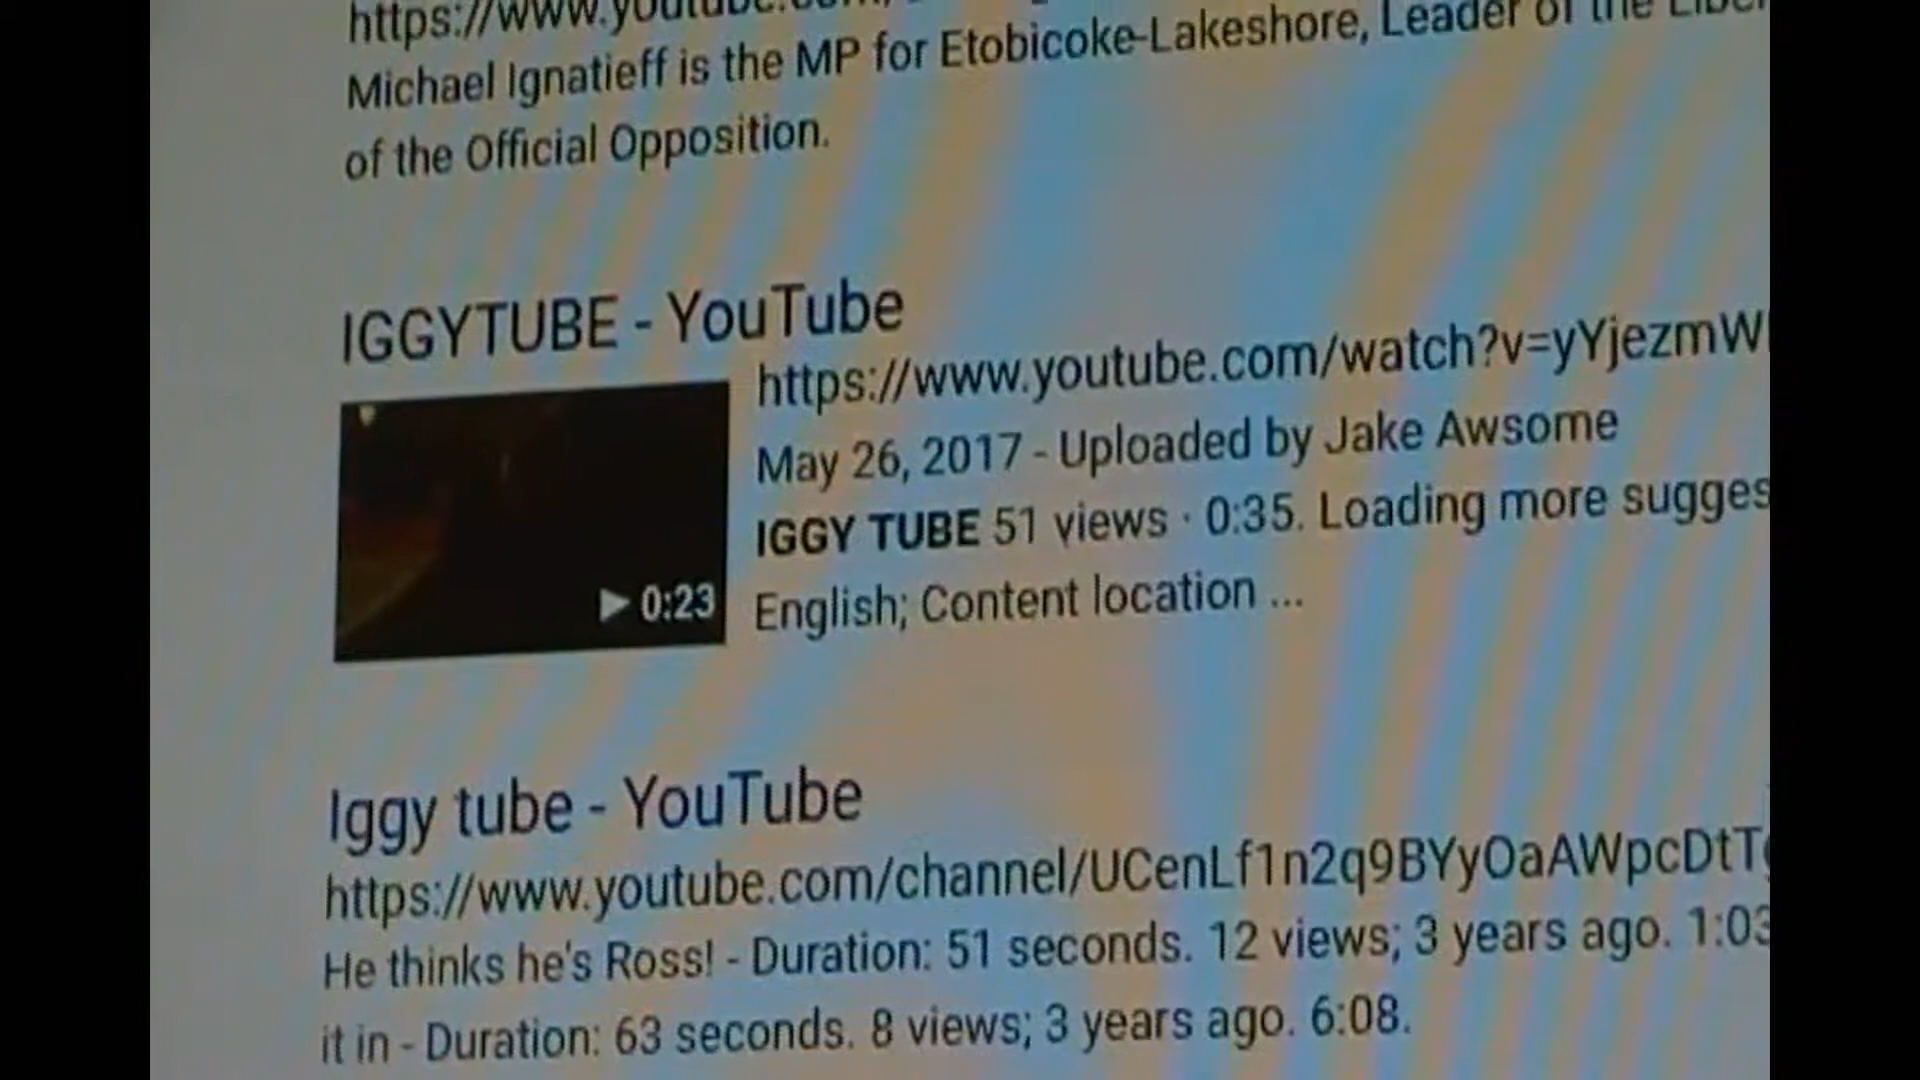 https://www.youtube.com/
Michael Ignatieff is the MP for Etobicoke-Lakeshore, Leader of the
of the Official Opposition.
IGGYTUBE - YouTube
https://www.youtube.com/watch?v=yYjezmW
May 26, 2017 - Uploaded by Jake Awsome
IGGY TUBE 51 views · 0:35. Loading more sugges
English; Content location ...
0:23
Iggy tube - YouTube
https://www.youtube.com/channel/UCenLf1n2q9BYyOaAWpcDtT
He thinks he's Ross! - Duration: 51 seconds. 12 views; 3 years ago. 1:03
it in - Duration: 63 seconds. 8 views; 3 years ago. 6:08.